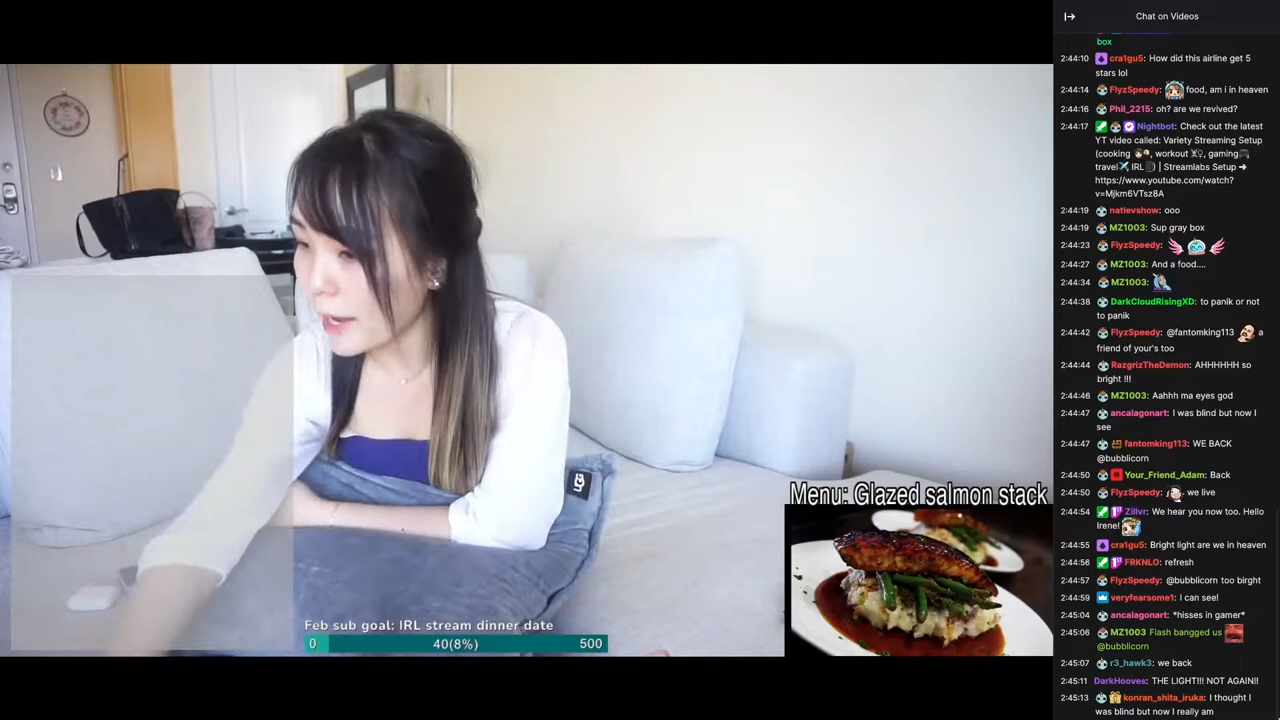 Menu: Glazed salmon stack
Feb sub goal: IRL stream dinner date
0 40(8%) 500
Chat on Videos
box
2:44:10 cra1gu5: How did this airline get 5
stars lol
2:44:14 FlyzSpeedy: food, am i in heaven
2:44:16 Phil_2215: oh? are we revived?
2:44:17 Nightbot: Check out the latest
YT video called: Variety Streaming Setup
(cooking , workout , gaming ,
travel IRL ) | Streamlabs Setup ➜
https://www.youtube.com/watch?
v=Mjkm6VTsz8A
2:44:19 natievshow: ooo
2:44:19 MZ1003: Sup gray box
2:44:23 FlyzSpeedy:
2:44:27 MZ1003: And a food....
2:44:34 MZ1003:
2:44:38 DarkCloudRisingXD: to panik or not
to panik
2:44:42 FlyzSpeedy: @fantomking113 a
friend of your's too
2:44:44 RazgrizTheDemon: AHHHHHH so
bright !!!
2:44:46 MZ1003: Aahhh ma eyes god
2:44:47 ancalagonart: I was blind but now I
see
2:44:47 fantomking113: WE BACK
@bubblicorn
2:44:50 Your_Friend_Adam: Back
2:44:50 FlyzSpeedy: we live
2:44:54 Zillvr: We hear you now too. Hello
Irene!
2:44:55 cra1gu5: Bright light are we in heaven
2:44:56 FRKNLO: refresh
2:44:57 FlyzSpeedy: @bubblicorn too birght
2:44:59 veryfearsome1: I can see!
2:45:04 ancalagonart: *hisses in gamer*
2:45:06 MZ1003 Flash bangged us
@bubblicorn
2:45:07 r3_hawk3: we back
2:45:11 DarkHooves: THE LIGHT!!! NOT AGAIN!!
2:45:13 konran_shita_iruka: I thought I
was blind but now I really am